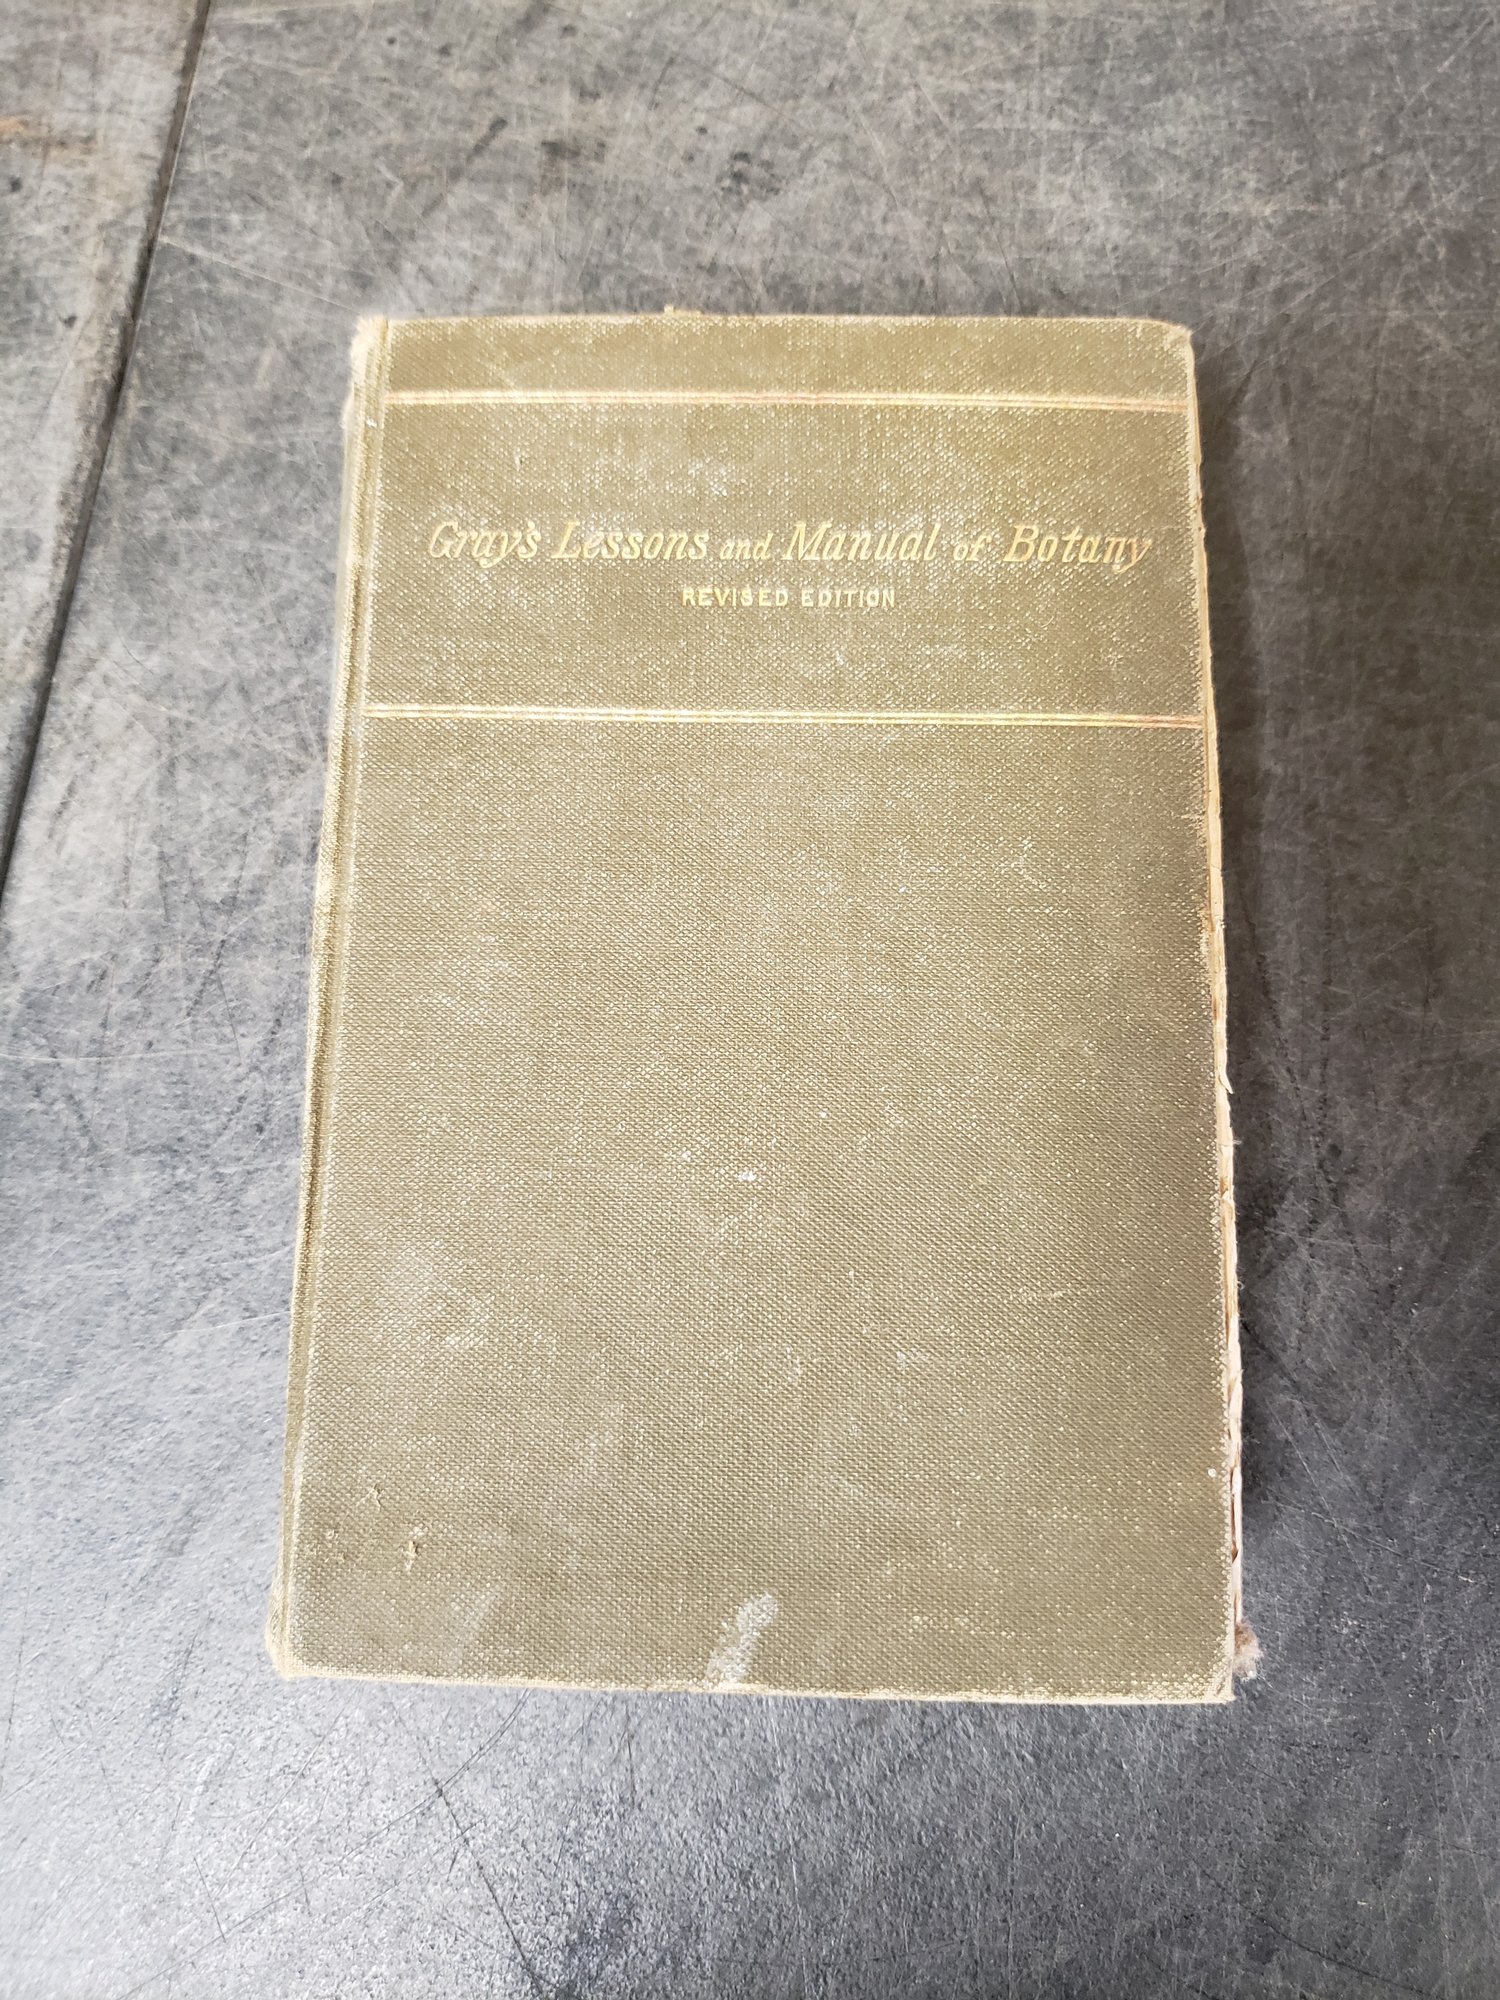 Gray's Lessons and Manual of Botany
REVISED EDITION